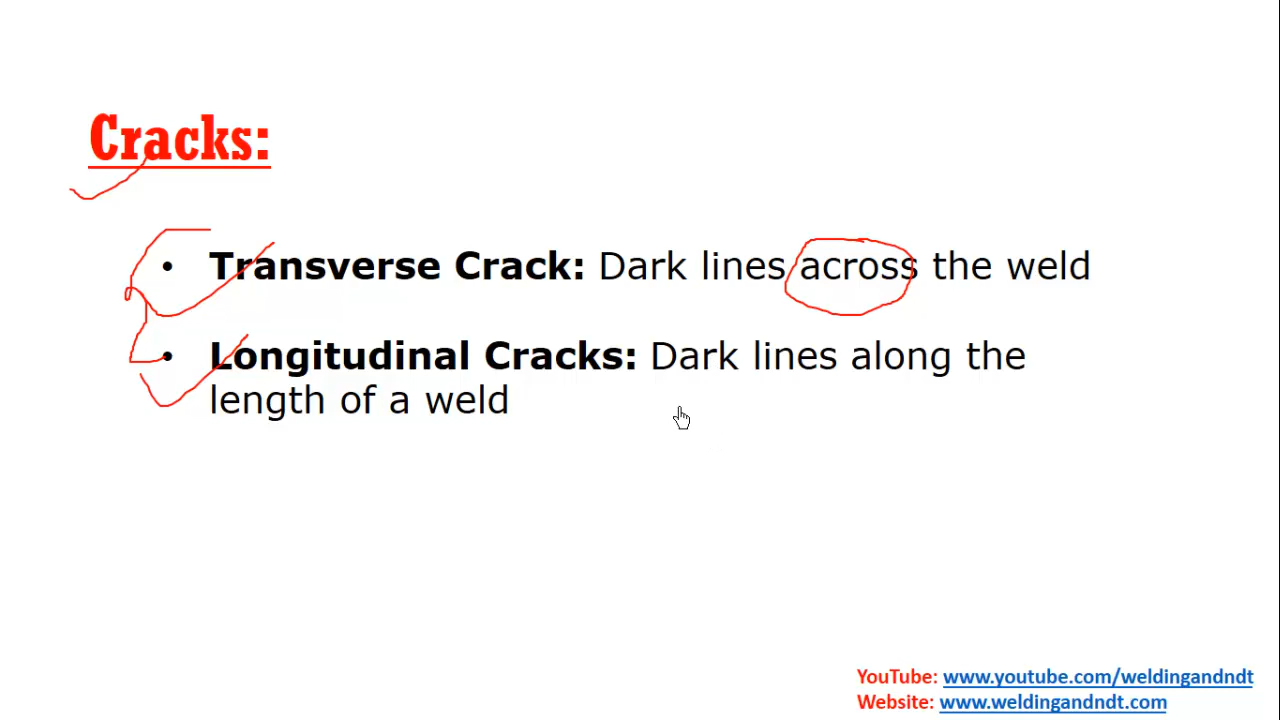 Cracks:
• Transverse Crack: Dark lines across the weld
• Longitudinal Cracks: Dark lines along the
length of a weld
YouTube: www.youtube.com/weldingandndt
Website: www.weldingandndt.com